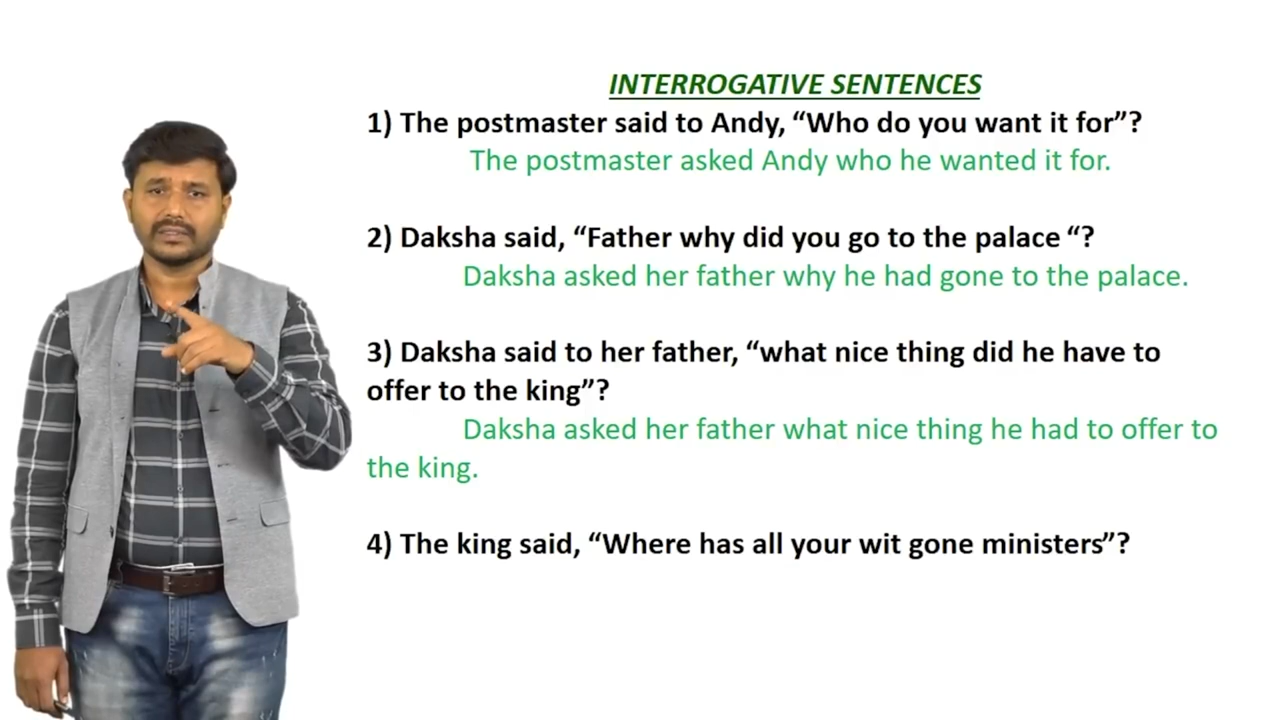 INTERROGATIVE SENTENCES
1) The postmaster said to Andy, “Who do you want it for”?
The postmaster asked Andy who he wanted it for.
2) Daksha said, “Father why did you go to the palace “?
Daksha asked her father why he had gone to the palace.
3) Daksha said to her father, “what nice thing did he have to
offer to the king”?
Daksha asked her father what nice thing he had to offer to
the king.
4) The king said, “Where has all your wit gone ministers”?